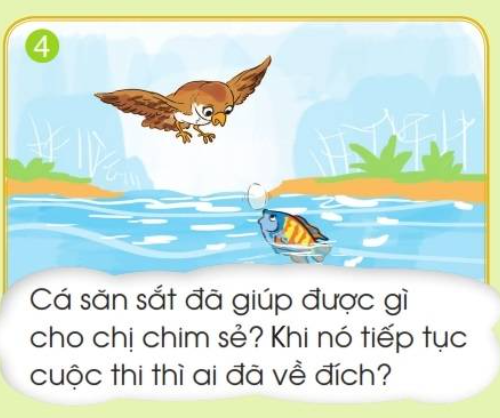 4
Cá săn sắt đã giúp được gì
cho chị chim sẻ? Khi nó tiếp tục
cuộc thi thì ai đã về đích?